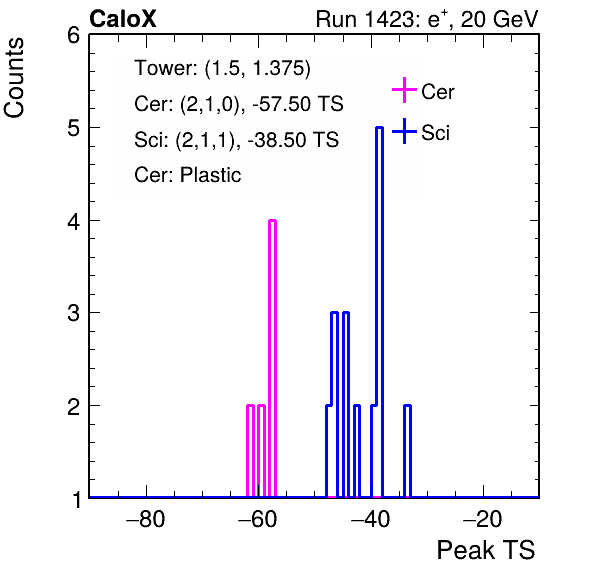 CaloX
Run 1423: e⁺, 20 GeV
Counts
6
5
4
3
2
1
Tower: (1.5, 1.375)
Cer: (2,1,0), -57.50 TS
Sci: (2,1,1), -38.50 TS
Cer: Plastic
Cer
Sci
−80
−60
−40
−20
Peak TS